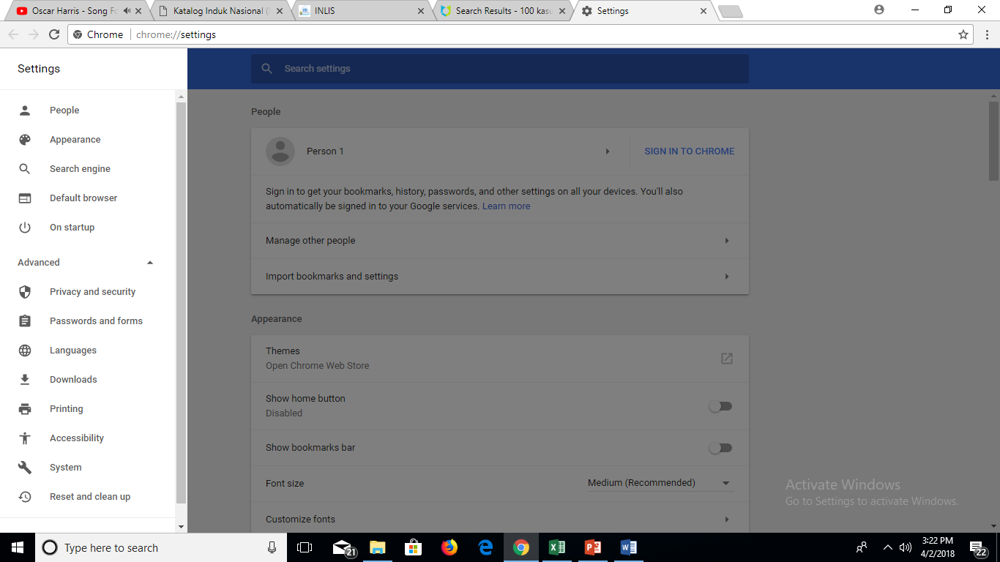 Oscar Harris - Song Fo
Katalog Induk Nasional (
INLIS
Search Results - 100 kasu
Settings
Chrome
chrome://settings
Settings
Search settings
People
Appearance
Search engine
Default browser
On startup
Advanced
Privacy and security
Passwords and forms
Languages
Downloads
Printing
Accessibility
System
Reset and clean up
People
Person 1
SIGN IN TO CHROME
Sign in to get your bookmarks, history, passwords, and other settings on all your devices. You'll also
automatically be signed in to your Google services. Learn more
Manage other people
Import bookmarks and settings
Appearance
Themes
Open Chrome Web Store
Show home button
Disabled
Show bookmarks bar
Font size
Medium (Recommended)
Customize fonts
Activate Windows
Go to Settings to activate Windows.
Type here to search
21
3:22 PM
4/2/2018
22